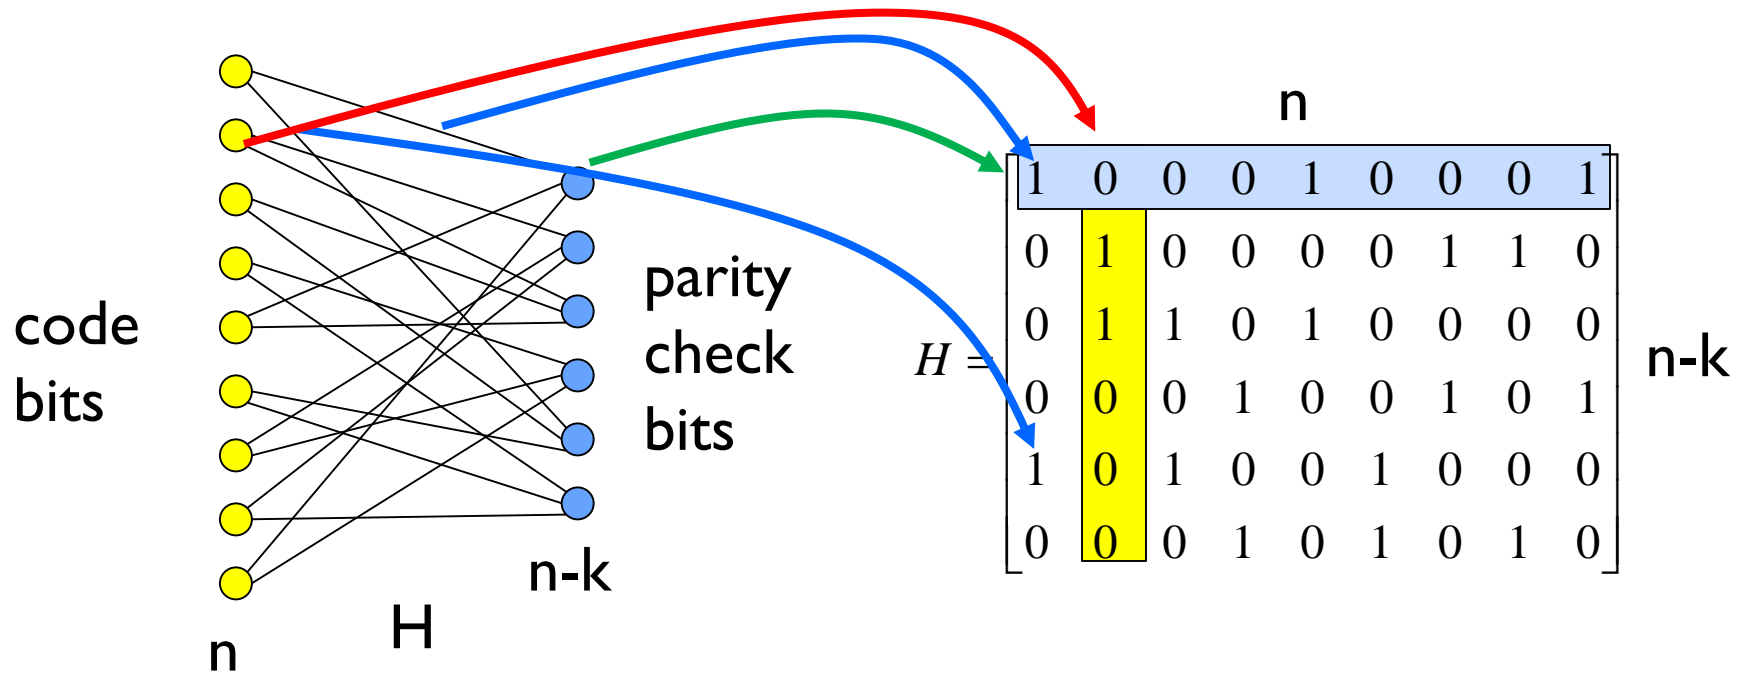 code
bits
n
H
n-k
parity
check
bits
n
H =
1 0 0 0 1 0 0 0 1
0 1 0 0 0 0 1 1 0
0 1 1 0 1 0 0 0 0
0 0 0 1 0 0 1 0 1
1 0 1 0 0 1 0 0 0
0 0 0 1 0 1 0 1 0
n-k